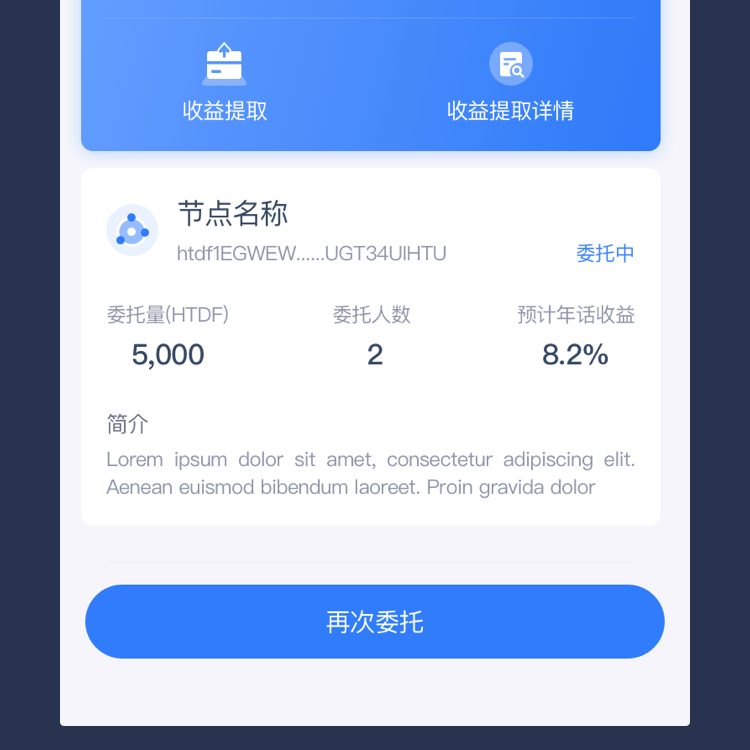 收益提取
收益提取详情
节点名称
htdf1EGWEW......UGT34UIHTU
委托中
委托量(HTDF)
委托人数
预计年话收益
5,000
2
8.2%
简介
Lorem ipsum dolor sit amet, consectetur adipiscing elit.
Aenean euismod bibendum laoreet. Proin gravida dolor
再次委托